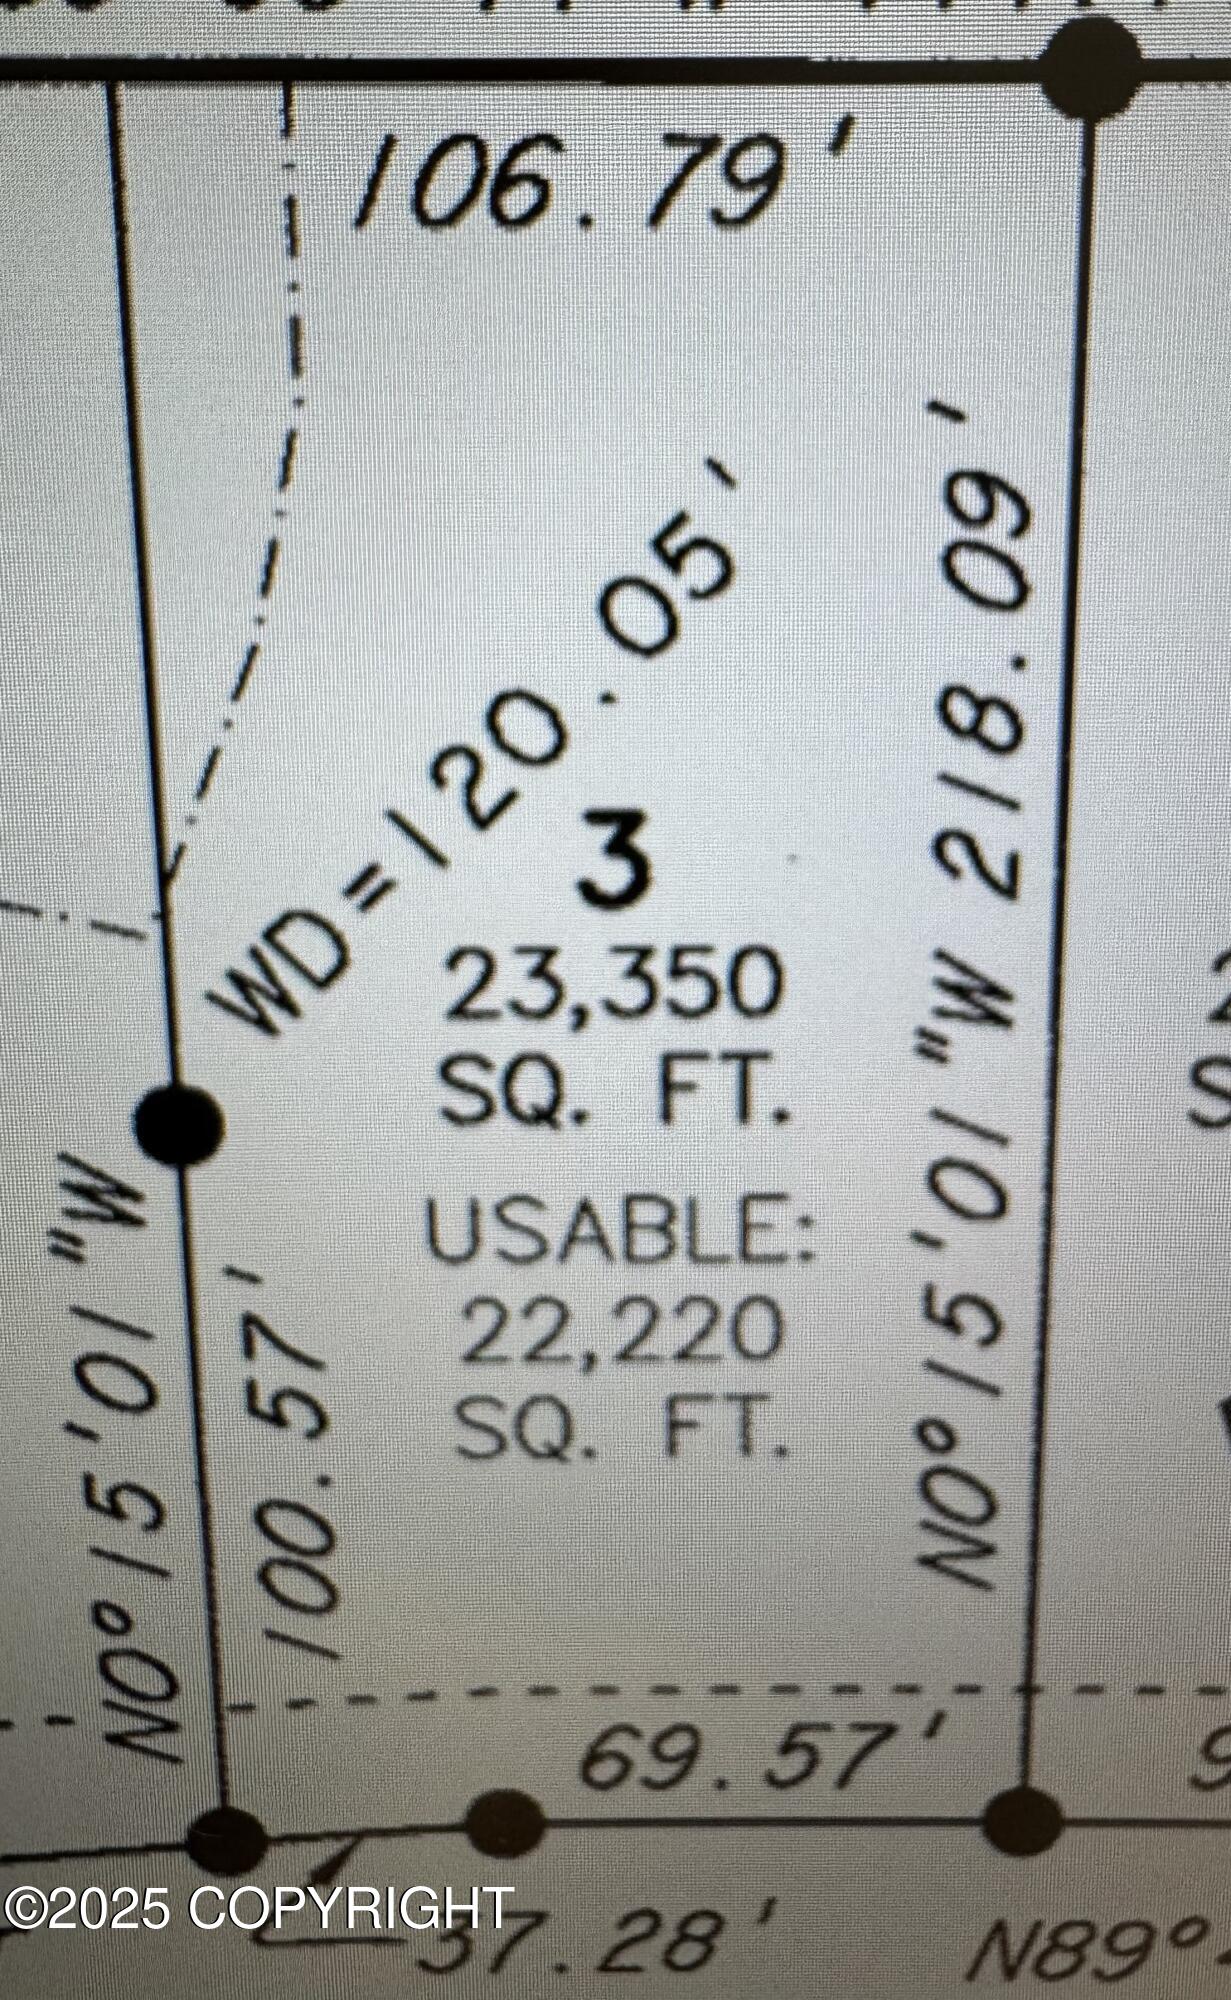 106.79'
WD=120.05'
3
23,350
SQ. FT.
USABLE:
22,220
SQ. FT.
N0°15'01"W 218.09'
N0°15'01"W
100.57'
69.57'
37.28'
N89°
©2025 COPYRIGHT